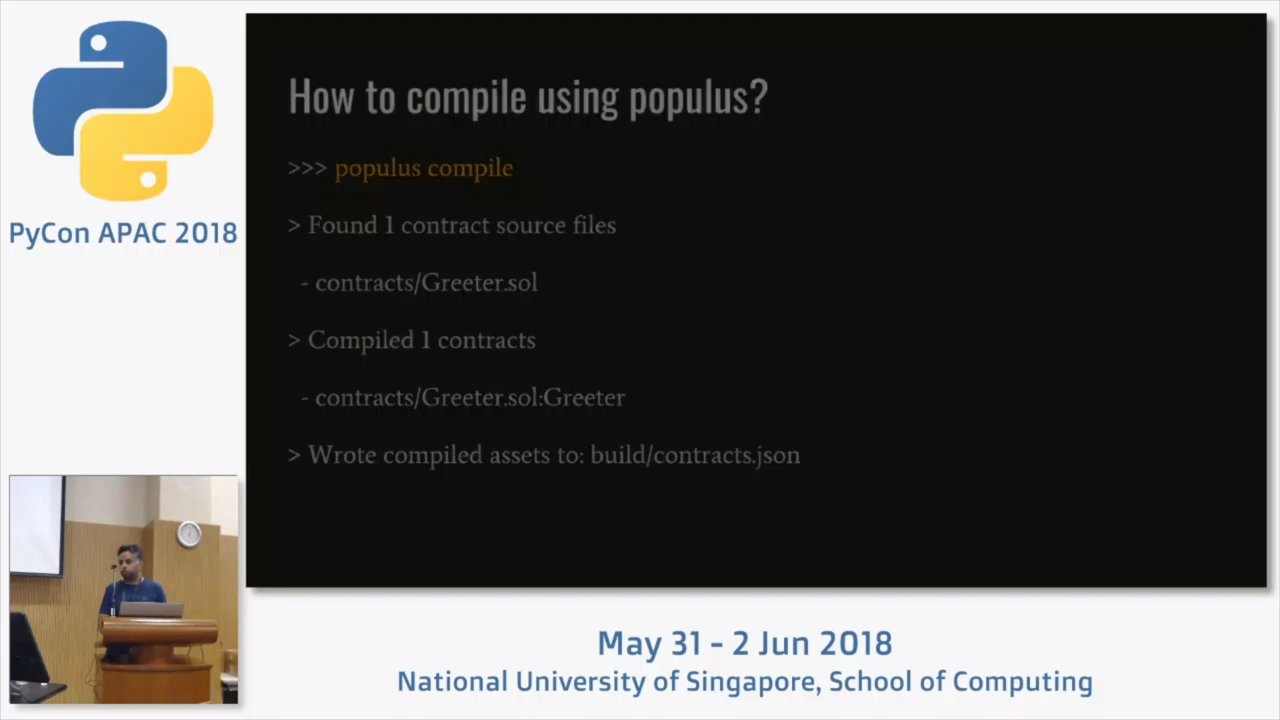 PyCon APAC 2018
How to compile using populus?
>>> populus compile
> Found 1 contract source files
- contracts/Greeter.sol
> Compiled 1 contracts
- contracts/Greeter.sol:Greeter
> Wrote compiled assets to: build/contracts.json
May 31 - 2 Jun 2018
National University of Singapore, School of Computing